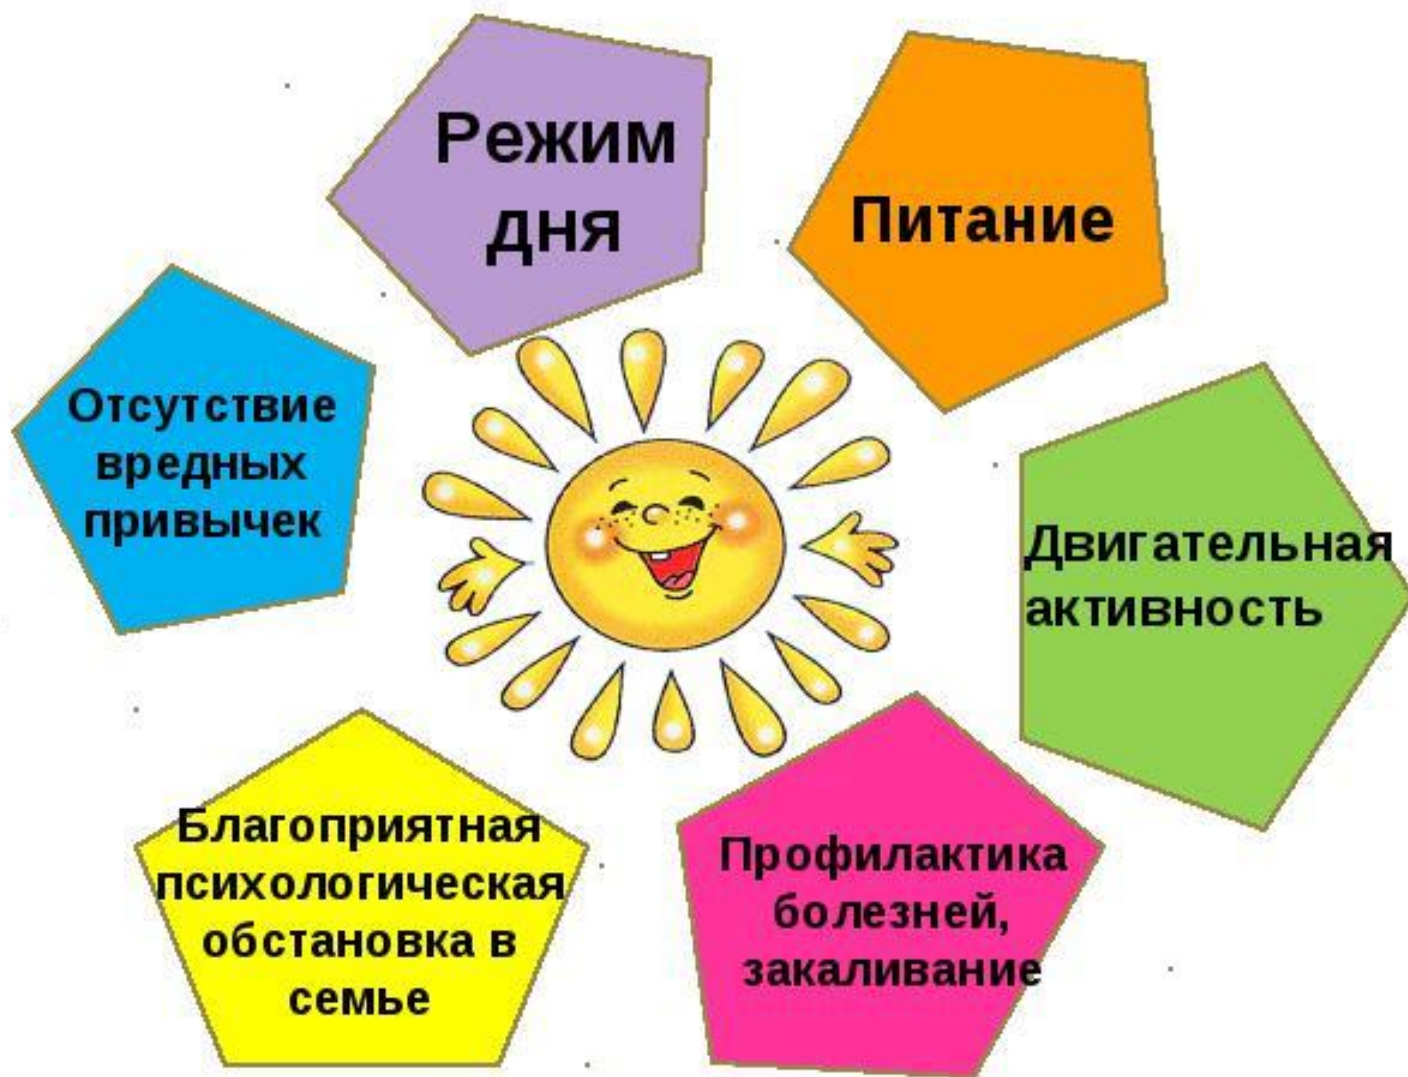 Режим
дня
Питание
Отсутствие
вредных
привычек
Двигательная
активность
Благоприятная
психологическая
обстановка в
семье
Профилактика
болезней,
закаливание